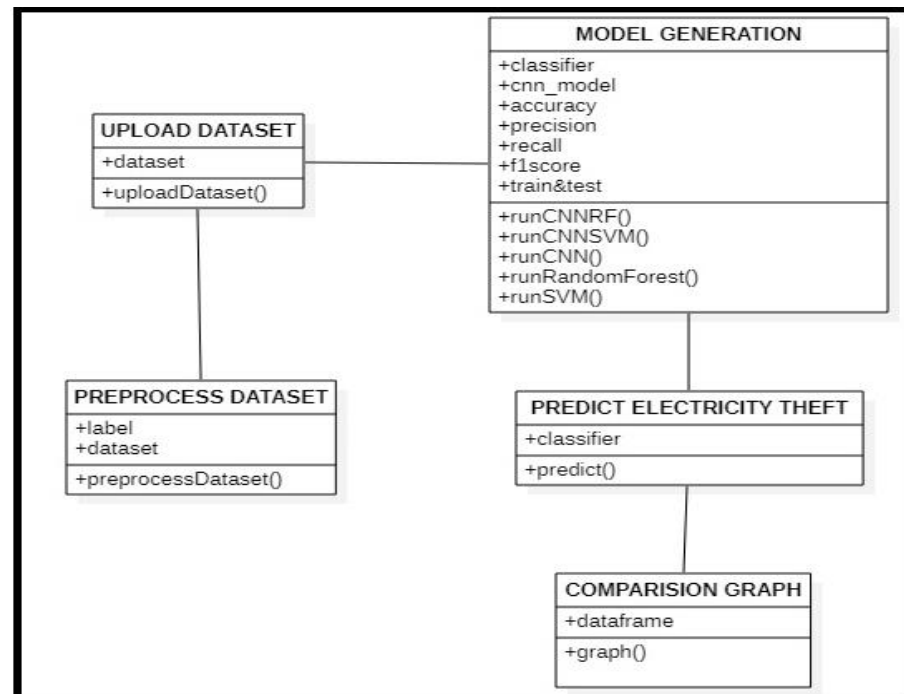 MODEL GENERATION
+classifier
+cnn_model
+accuracy
+precision
+recall
+f1score
+train&test
+runCNNRF()
+runCNNSVM()
+runCNN()
+runRandomForest()
+runSVM()
UPLOAD DATASET
+dataset
+uploadDataset()
PREPROCESS DATASET
+label
+dataset
+preprocessDataset()
PREDICT ELECTRICITY THEFT
+classifier
+predict()
COMPARISION GRAPH
+dataframe
+graph()